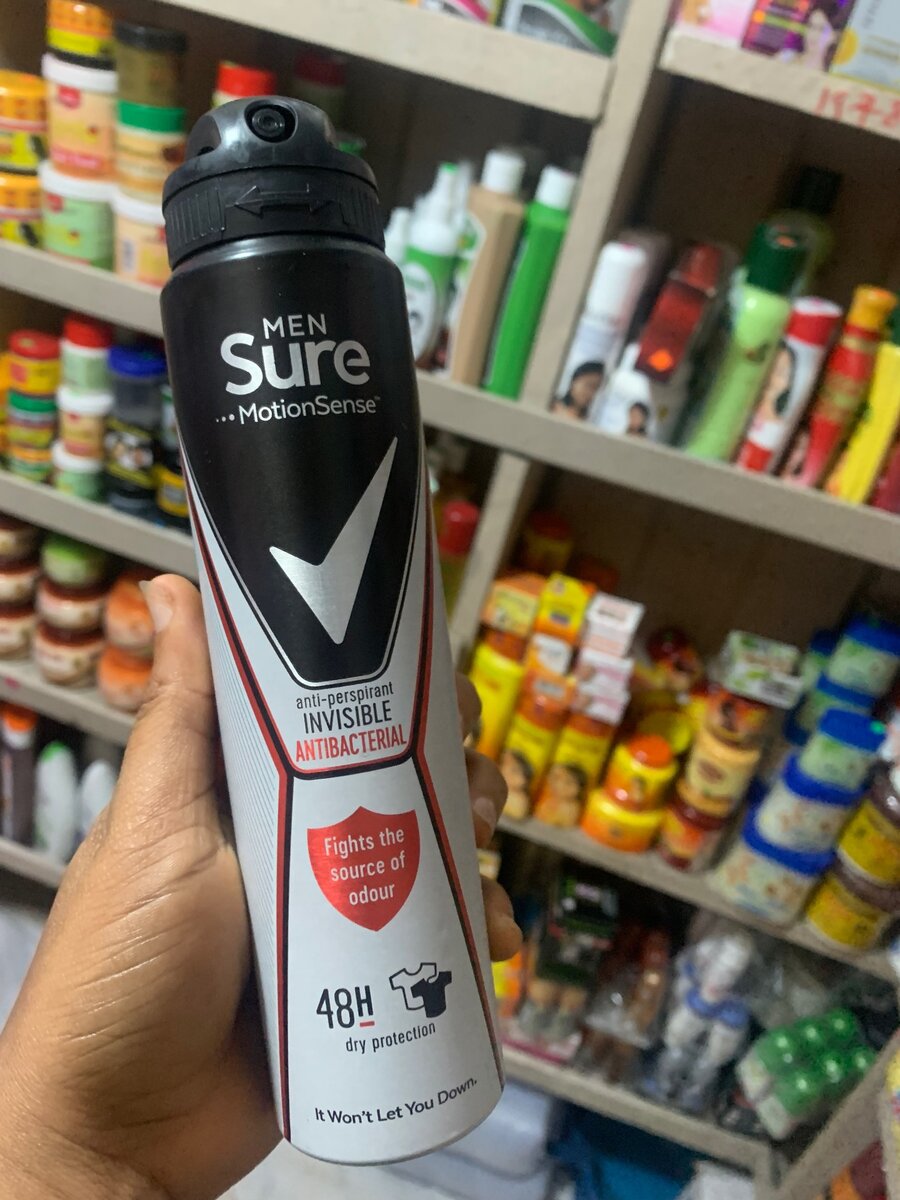 MEN
Sure
...MotionSense™
anti-perspirant
INVISIBLE
ANTIBACTERIAL
Fights the
source of
odour
48H
dry protection
It Won't Let You Down.